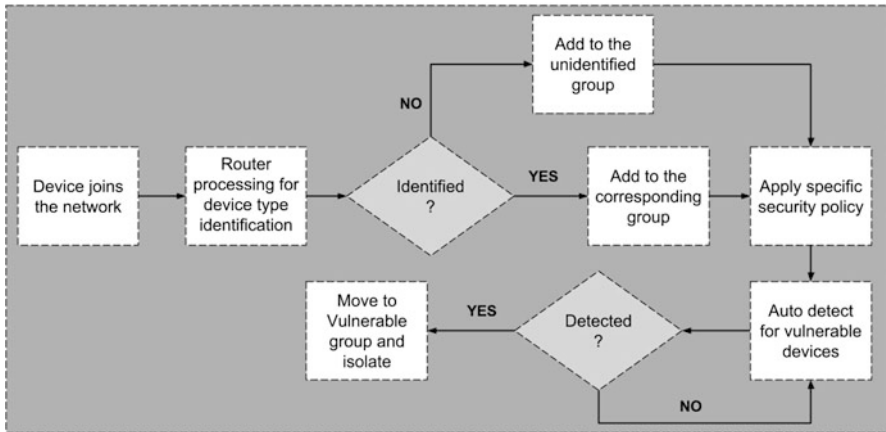 Add to the
unidentified
group
NO
Device joins
the network
Router
processing for
device type
identification
Identified
?
YES
Add to the
corresponding
group
Apply specific
security policy
Move to
Vulnerable
group and
isolate
YES
Detected
?
Auto detect
for vulnerable
devices
NO